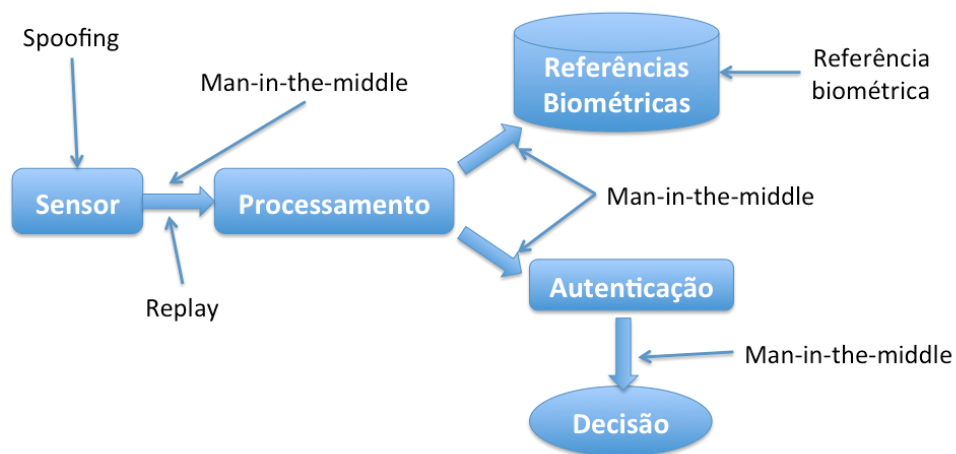 Spoofing
Man-in-the-middle
Referências
Biométricas
Referência
biométrica
Sensor
Processamento
Man-in-the-middle
Replay
Autenticação
Man-in-the-middle
Decisão